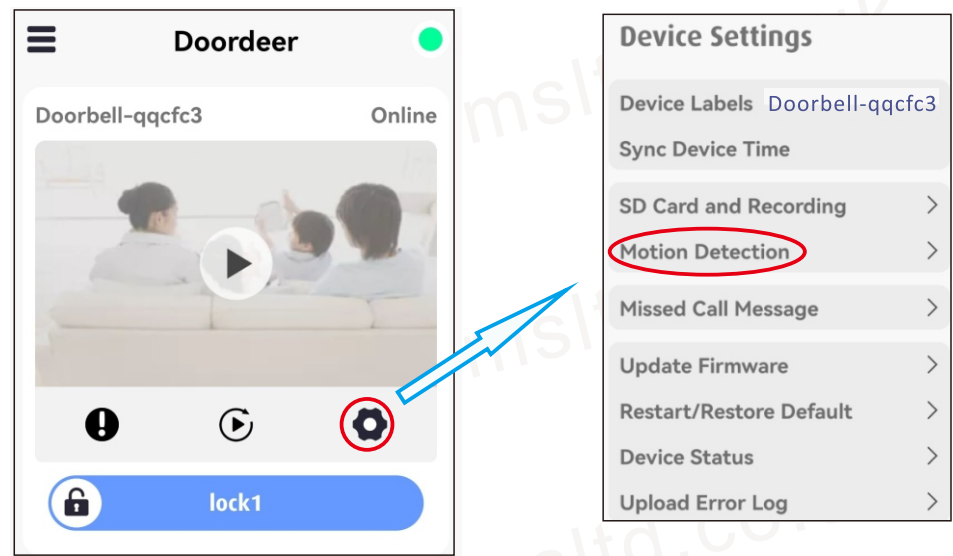 Doordeer
Doorbell-qqcfc3 Online
lock1
Device Settings
Device Labels Doorbell-qqcfc3
Sync Device Time
SD Card and Recording
Motion Detection
Missed Call Message
Update Firmware
Restart/Restore Default
Device Status
Upload Error Log